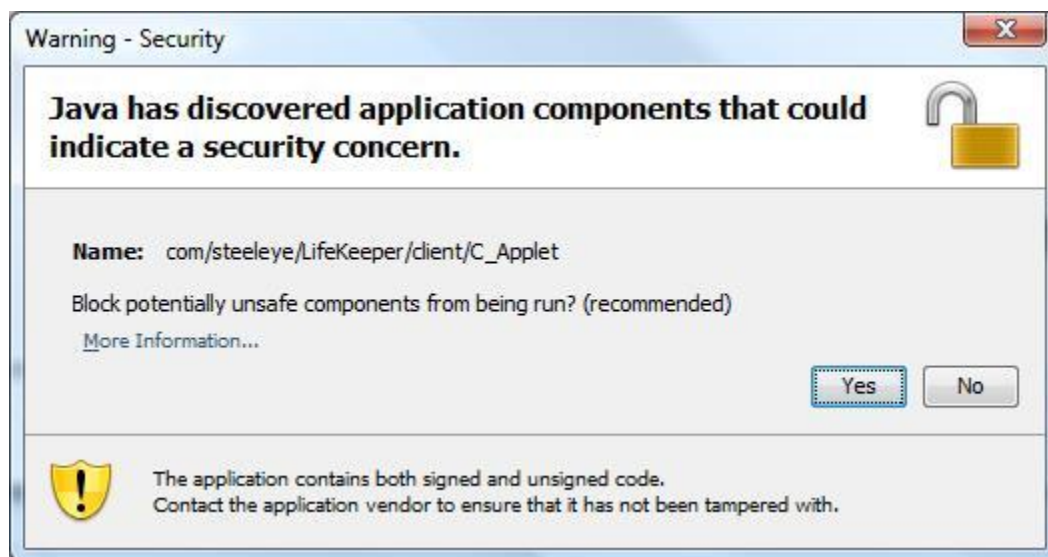 Warning - Security
Java has discovered application components that could
indicate a security concern.
Name: com/steeleye/LifeKeeper/client/C_Applet
Block potentially unsafe components from being run? (recommended)
More Information...
Yes No
The application contains both signed and unsigned code.
Contact the application vendor to ensure that it has not been tampered with.